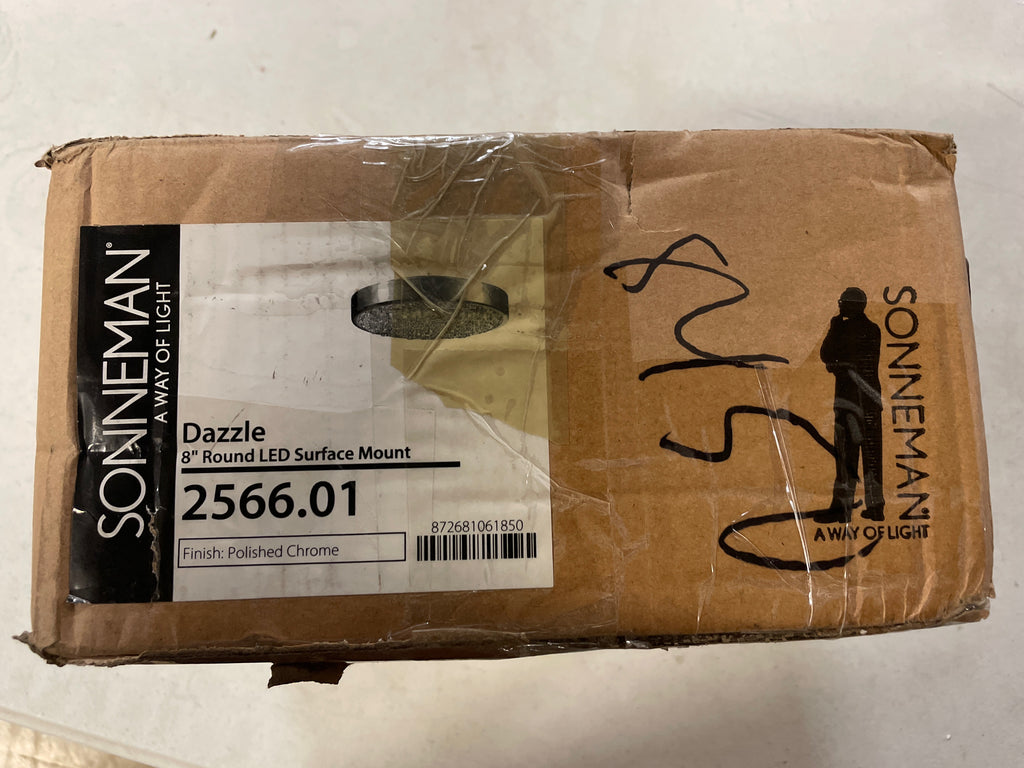 SONNEMAN®
A WAY OF LIGHT
Dazzle
8" Round LED Surface Mount
2566.01
Finish: Polished Chrome
872681061850
SONNEMAN®
A WAY OF LIGHT